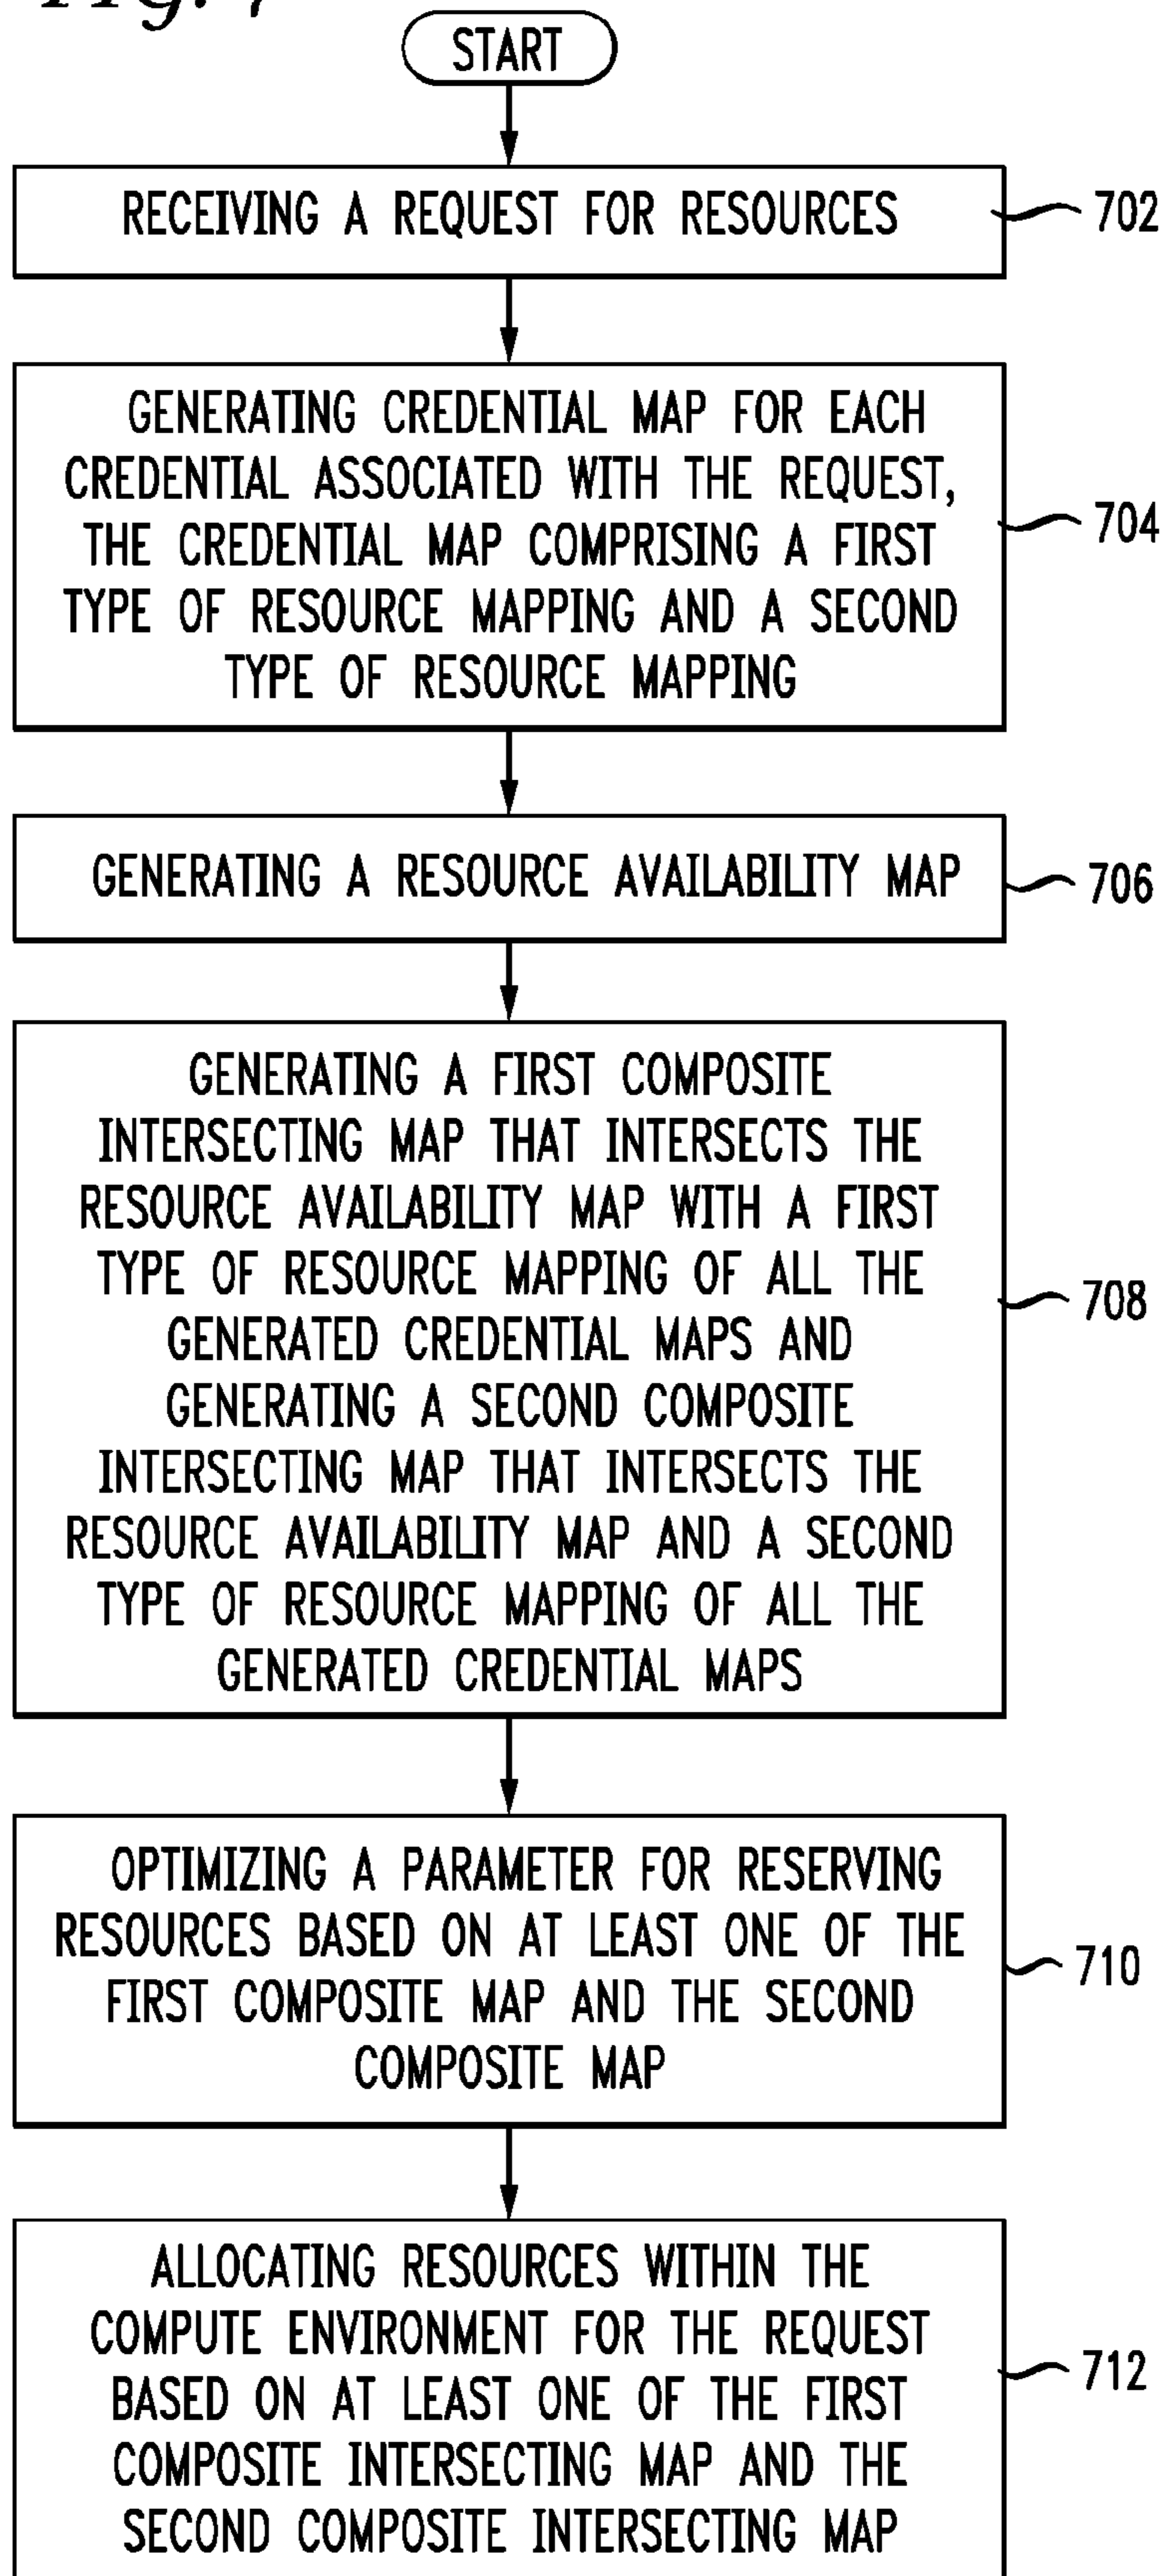 Fig. 7
START
RECEIVING A REQUEST FOR RESOURCES
702
GENERATING CREDENTIAL MAP FOR EACH
CREDENTIAL ASSOCIATED WITH THE REQUEST,
THE CREDENTIAL MAP COMPRISING A FIRST
TYPE OF RESOURCE MAPPING AND A SECOND
TYPE OF RESOURCE MAPPING
704
GENERATING A RESOURCE AVAILABILITY MAP
706
GENERATING A FIRST COMPOSITE
INTERSECTING MAP THAT INTERSECTS THE
RESOURCE AVAILABILITY MAP WITH A FIRST
TYPE OF RESOURCE MAPPING OF ALL THE
GENERATED CREDENTIAL MAPS AND
GENERATING A SECOND COMPOSITE
INTERSECTING MAP THAT INTERSECTS THE
RESOURCE AVAILABILITY MAP AND A SECOND
TYPE OF RESOURCE MAPPING OF ALL THE
GENERATED CREDENTIAL MAPS
708
OPTIMIZING A PARAMETER FOR RESERVING
RESOURCES BASED ON AT LEAST ONE OF THE
FIRST COMPOSITE MAP AND THE SECOND
COMPOSITE MAP
710
ALLOCATING RESOURCES WITHIN THE
COMPUTE ENVIRONMENT FOR THE REQUEST
BASED ON AT LEAST ONE OF THE FIRST
COMPOSITE INTERSECTING MAP AND THE
SECOND COMPOSITE INTERSECTING MAP
712